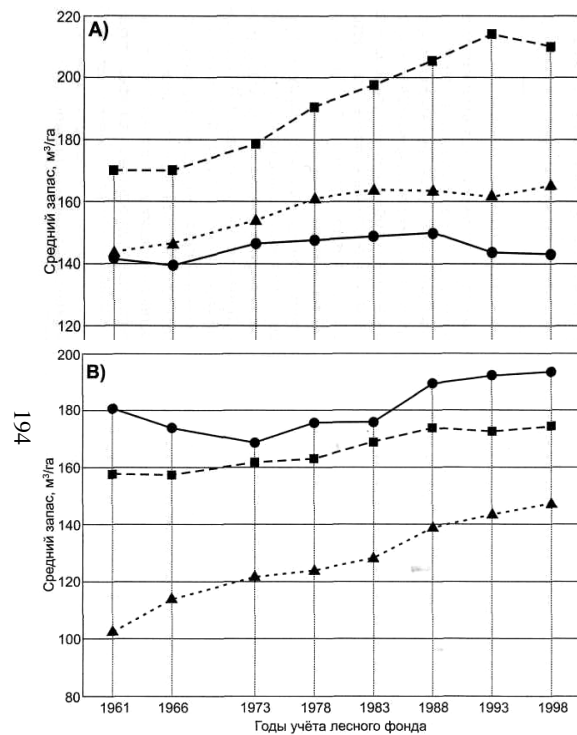 А)
Средний запас, м³/га
220
200
180
160
140
120
В)
Средний запас, м³/га
200
180
160
140
120
100
80
1961 1966 1973 1978 1983 1988 1993 1998
Годы учёта лесного фонда
194